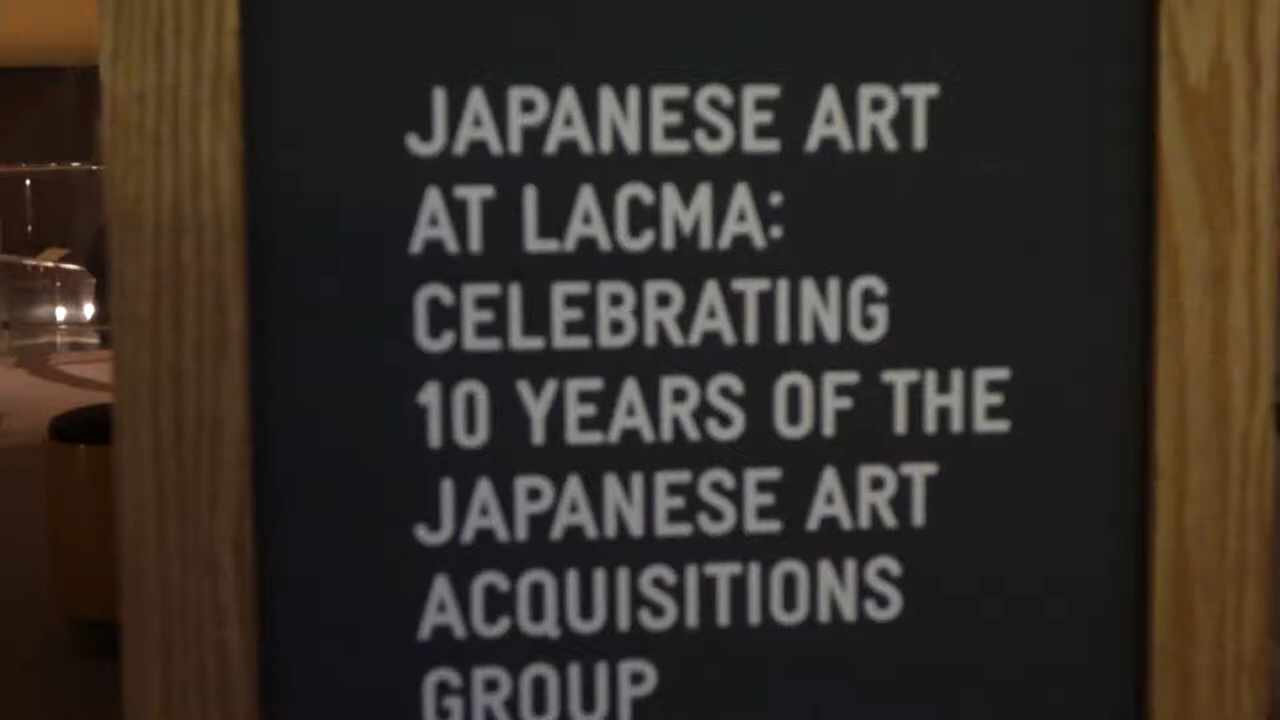 JAPANESE ART
AT LACMA:
CELEBRATING
10 YEARS OF THE
JAPANESE ART
ACQUISITIONS
GROUP